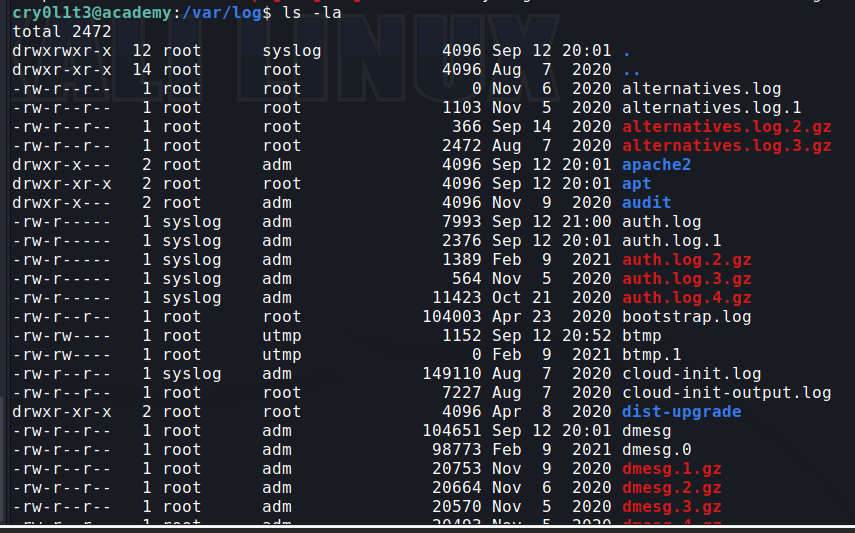 cry0l1t3@academy:/var/log$ ls -la
total 2472
drwxrwxr-x  12 root      syslog            4096 Sep 12 20:01 .
drwxr-xr-x  14 root      root              4096 Aug  7  2020 ..
-rw-r--r--   1 root      root                 0 Nov  6  2020 alternatives.log
-rw-r--r--   1 root      root              1103 Nov  5  2020 alternatives.log.1
-rw-r--r--   1 root      root               366 Sep 14  2020 alternatives.log.2.gz
-rw-r--r--   1 root      root              2472 Aug  7  2020 alternatives.log.3.gz
drwxr-x---   2 root      adm               4096 Sep 12 20:01 apache2
drwxr-xr-x   2 root      root              4096 Sep 12 20:01 apt
drwxr-x---   2 root      adm               4096 Nov  9  2020 audit
-rw-r-----   1 syslog    adm               7993 Sep 12 21:00 auth.log
-rw-r-----   1 syslog    adm               2376 Sep 12 20:01 auth.log.1
-rw-r-----   1 syslog    adm               1389 Feb  9  2021 auth.log.2.gz
-rw-r-----   1 syslog    adm                564 Nov  5  2020 auth.log.3.gz
-rw-r-----   1 syslog    adm              11423 Oct 21  2020 auth.log.4.gz
-rw-r--r--   1 root      root            104003 Apr 23  2020 bootstrap.log
-rw-rw----   1 root      utmp              1152 Sep 12 20:52 btmp
-rw-rw----   1 root      utmp                 0 Feb  9  2021 btmp.1
-rw-r--r--   1 syslog    adm             149110 Aug  7  2020 cloud-init.log
-rw-r--r--   1 root      root              7227 Aug  7  2020 cloud-init-output.log
drwxr-xr-x   2 root      root              4096 Apr  8  2020 dist-upgrade
-rw-r--r--   1 root      adm             104651 Sep 12 20:01 dmesg
-rw-r--r--   1 root      adm              98773 Feb  9  2021 dmesg.0
-rw-r--r--   1 root      adm              20753 Nov  9  2020 dmesg.1.gz
-rw-r--r--   1 root      adm              20664 Nov  6  2020 dmesg.2.gz
-rw-r--r--   1 root      adm              20570 Nov  5  2020 dmesg.3.gz
-rw-r--r--   1 root      adm              20493 Nov  5  2020 dmesg.4.gz
KALI LINUX